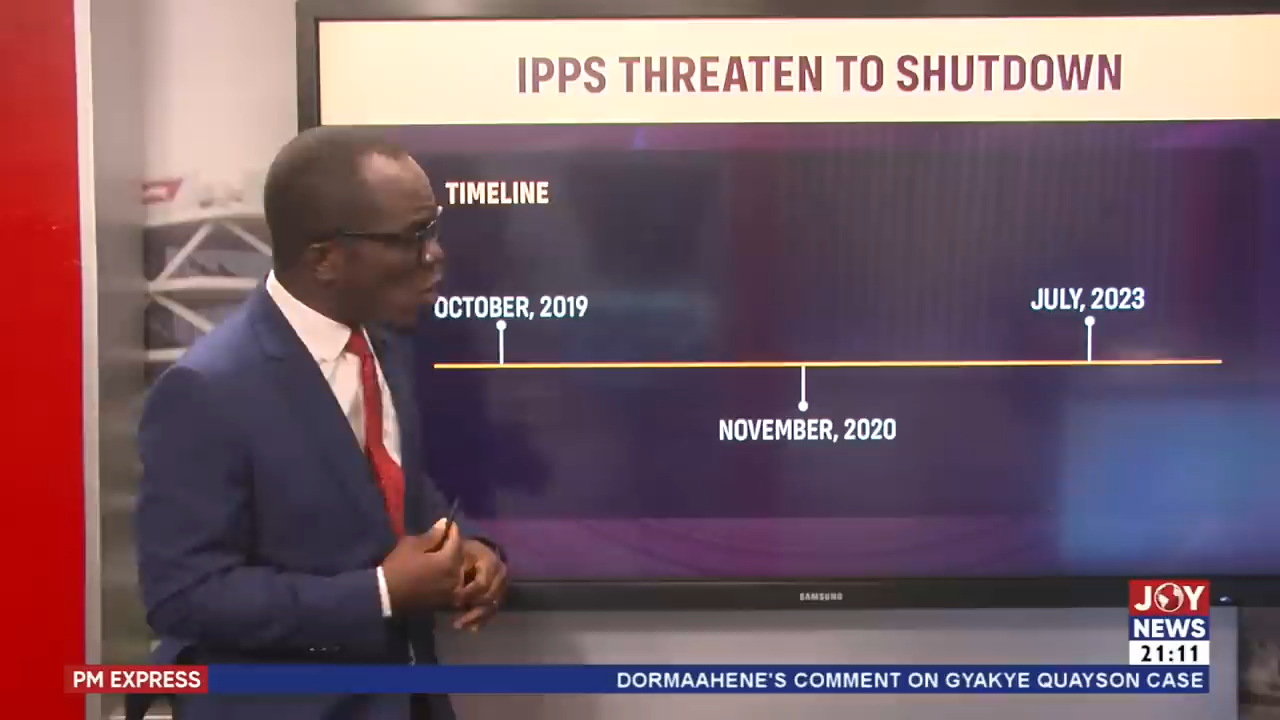 IPPS THREATEN TO SHUTDOWN
TIMELINE
OCTOBER, 2019
JULY, 2023
NOVEMBER, 2020
SAMSUNG
JOY
NEWS
21:11
PM EXPRESS
DORMAAHENE'S COMMENT ON GYAKYE QUAYSON CASE